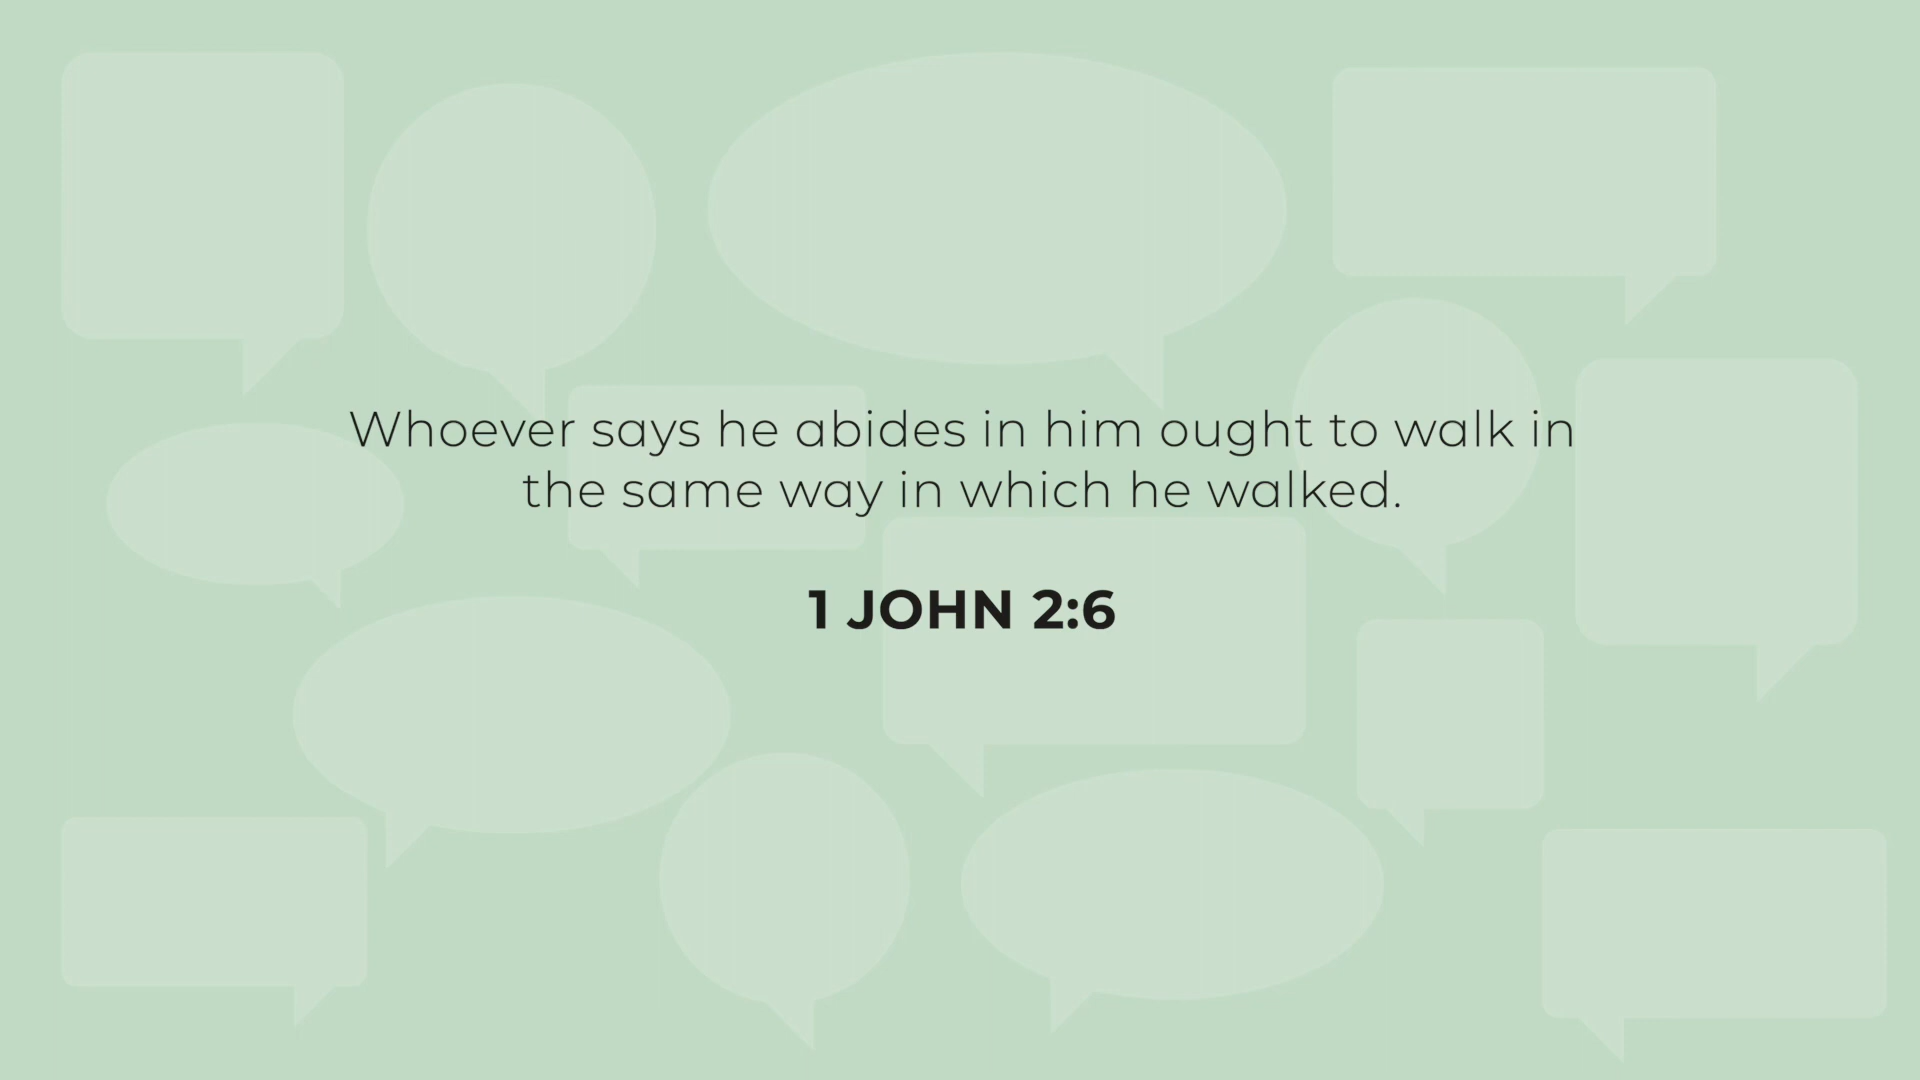 Whoever says he abides in him ought to walk in
the same way in which he walked.
1 JOHN 2:6